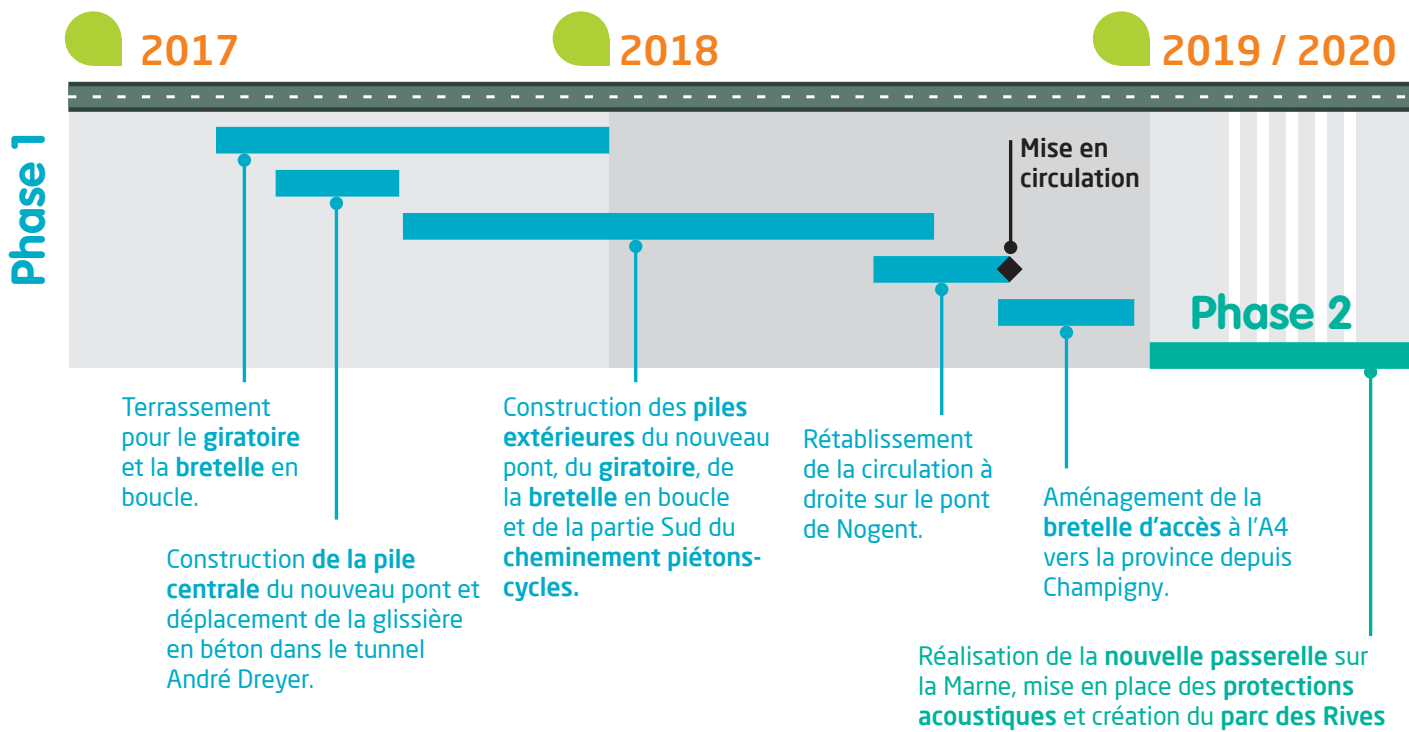 2017
2018
2019 / 2020
Phase 1
Mise en
circulation
Phase 2
Terrassement
pour le giratoire
et la bretelle en
boucle.
Construction de la pile
centrale du nouveau pont et
déplacement de la glissière
en béton dans le tunnel
André Dreyer.
Construction des piles
extérieures du nouveau
pont, du giratoire, de
la bretelle en boucle
et de la partie Sud du
cheminement piétons-
cycles.
Rétablissement
de la circulation à
droite sur le pont
de Nogent.
Aménagement de la
bretelle d'accès à l'A4
vers la province depuis
Champigny.
Réalisation de la nouvelle passerelle sur
la Marne, mise en place des protections
acoustiques et création du parc des Rives